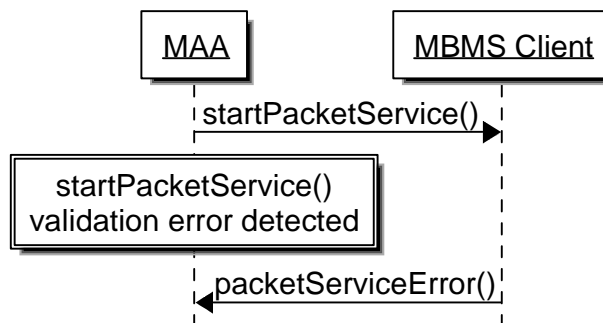 MAA
MBMS Client
startPacketService()
startPacketService()
validation error detected
packetServiceError()